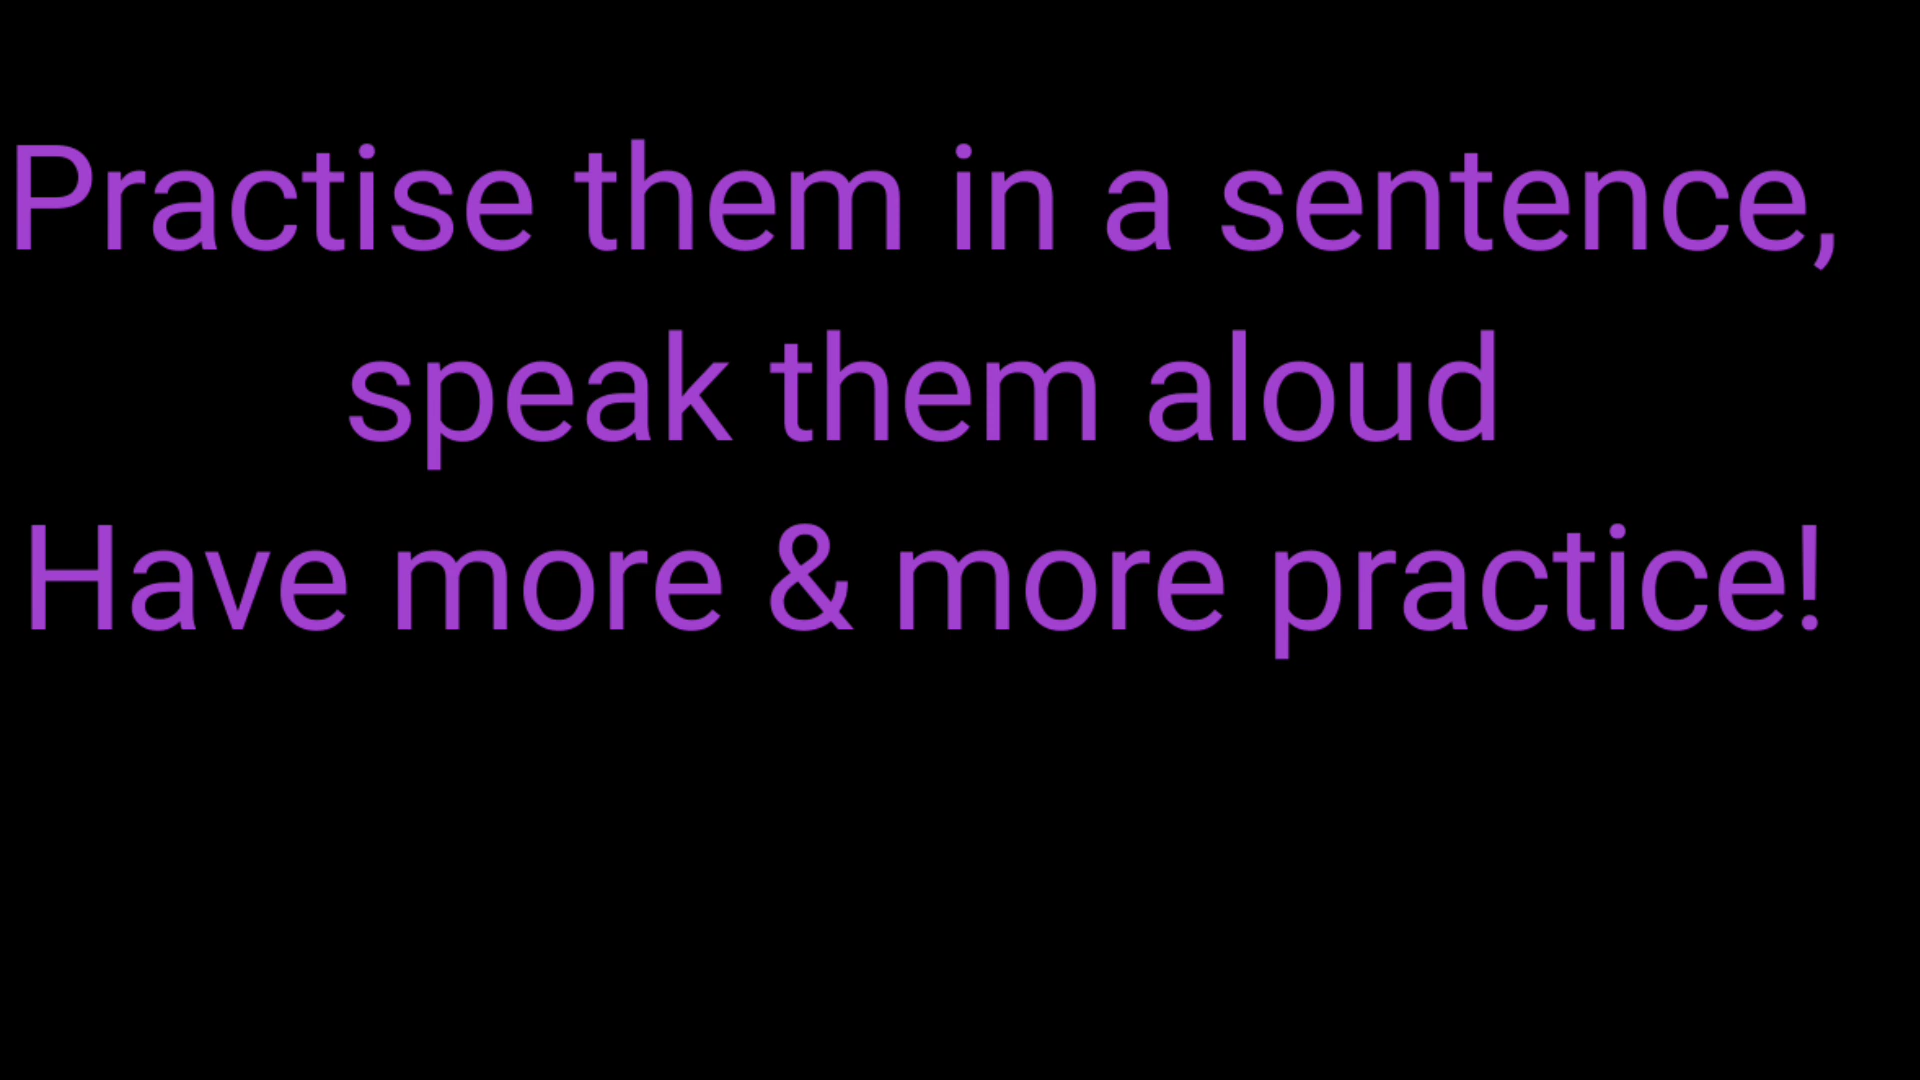 Practise them in a sentence,
speak them aloud
Have more & more practice!